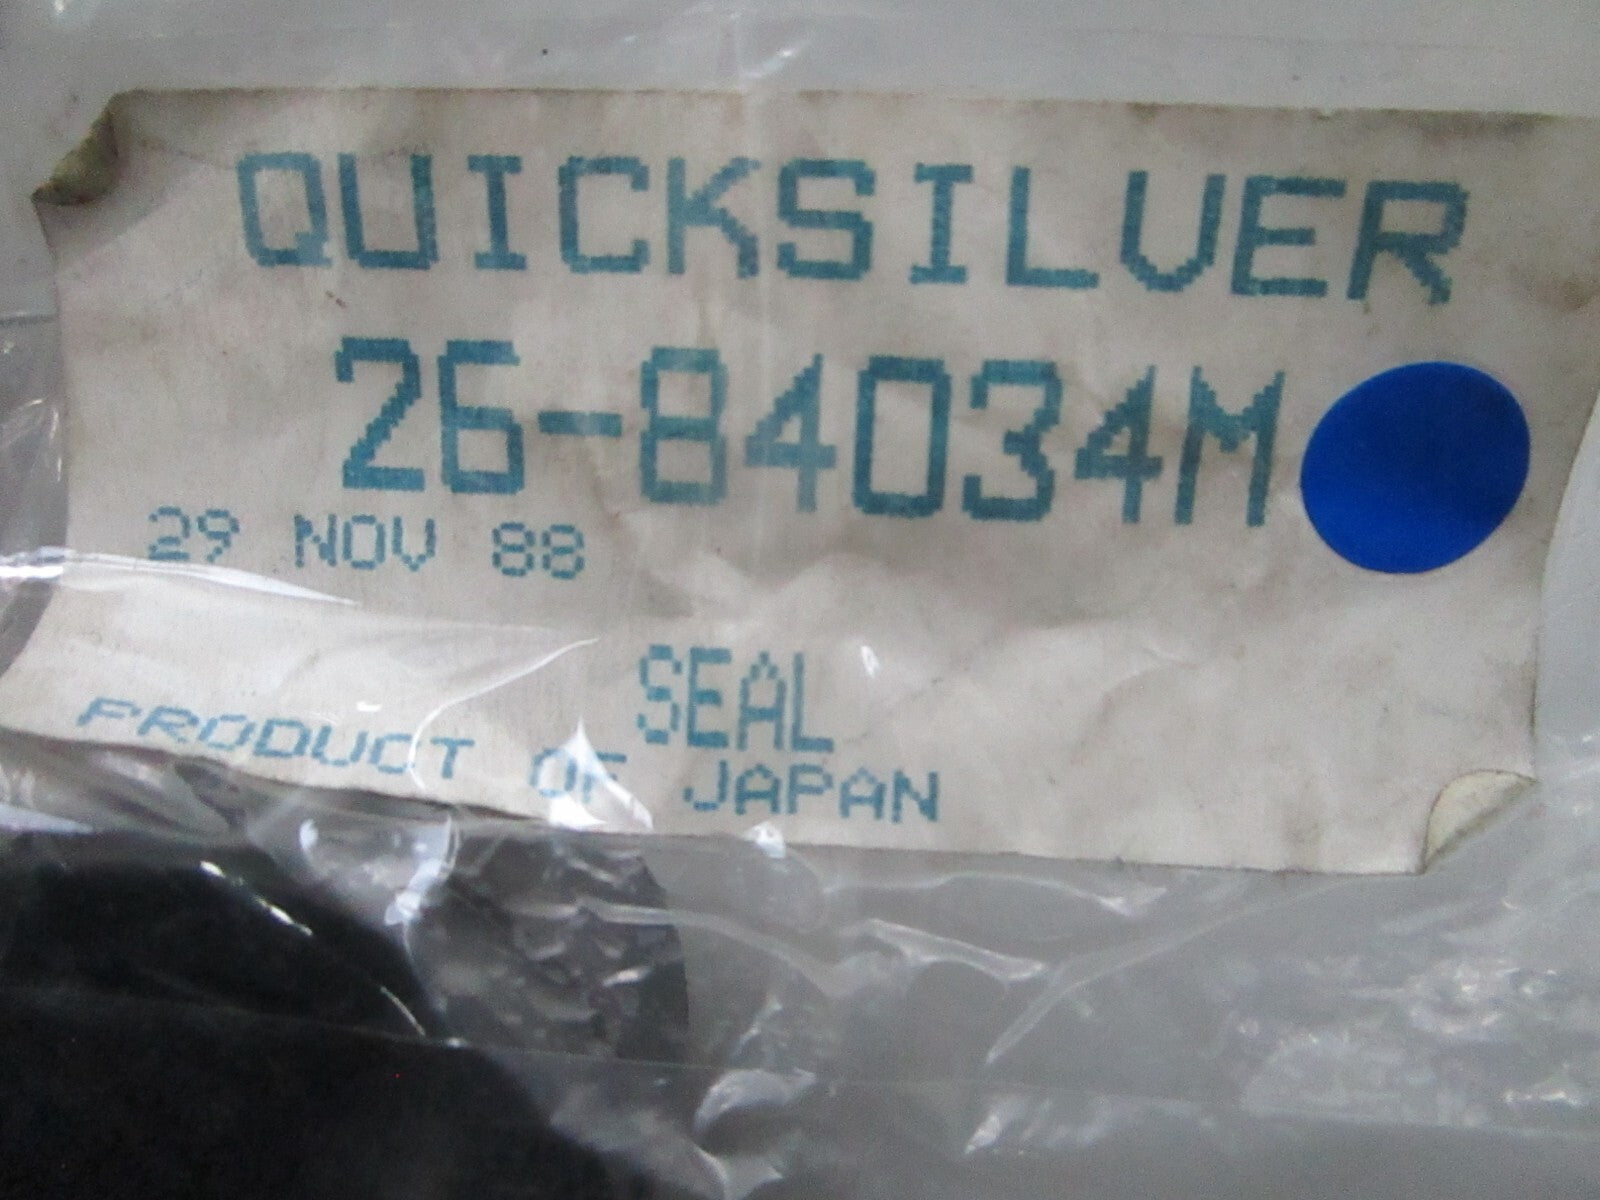 QUICKSILVER
26-84034M
29 NOV 88
SEAL
PRODUCT OF JAPAN